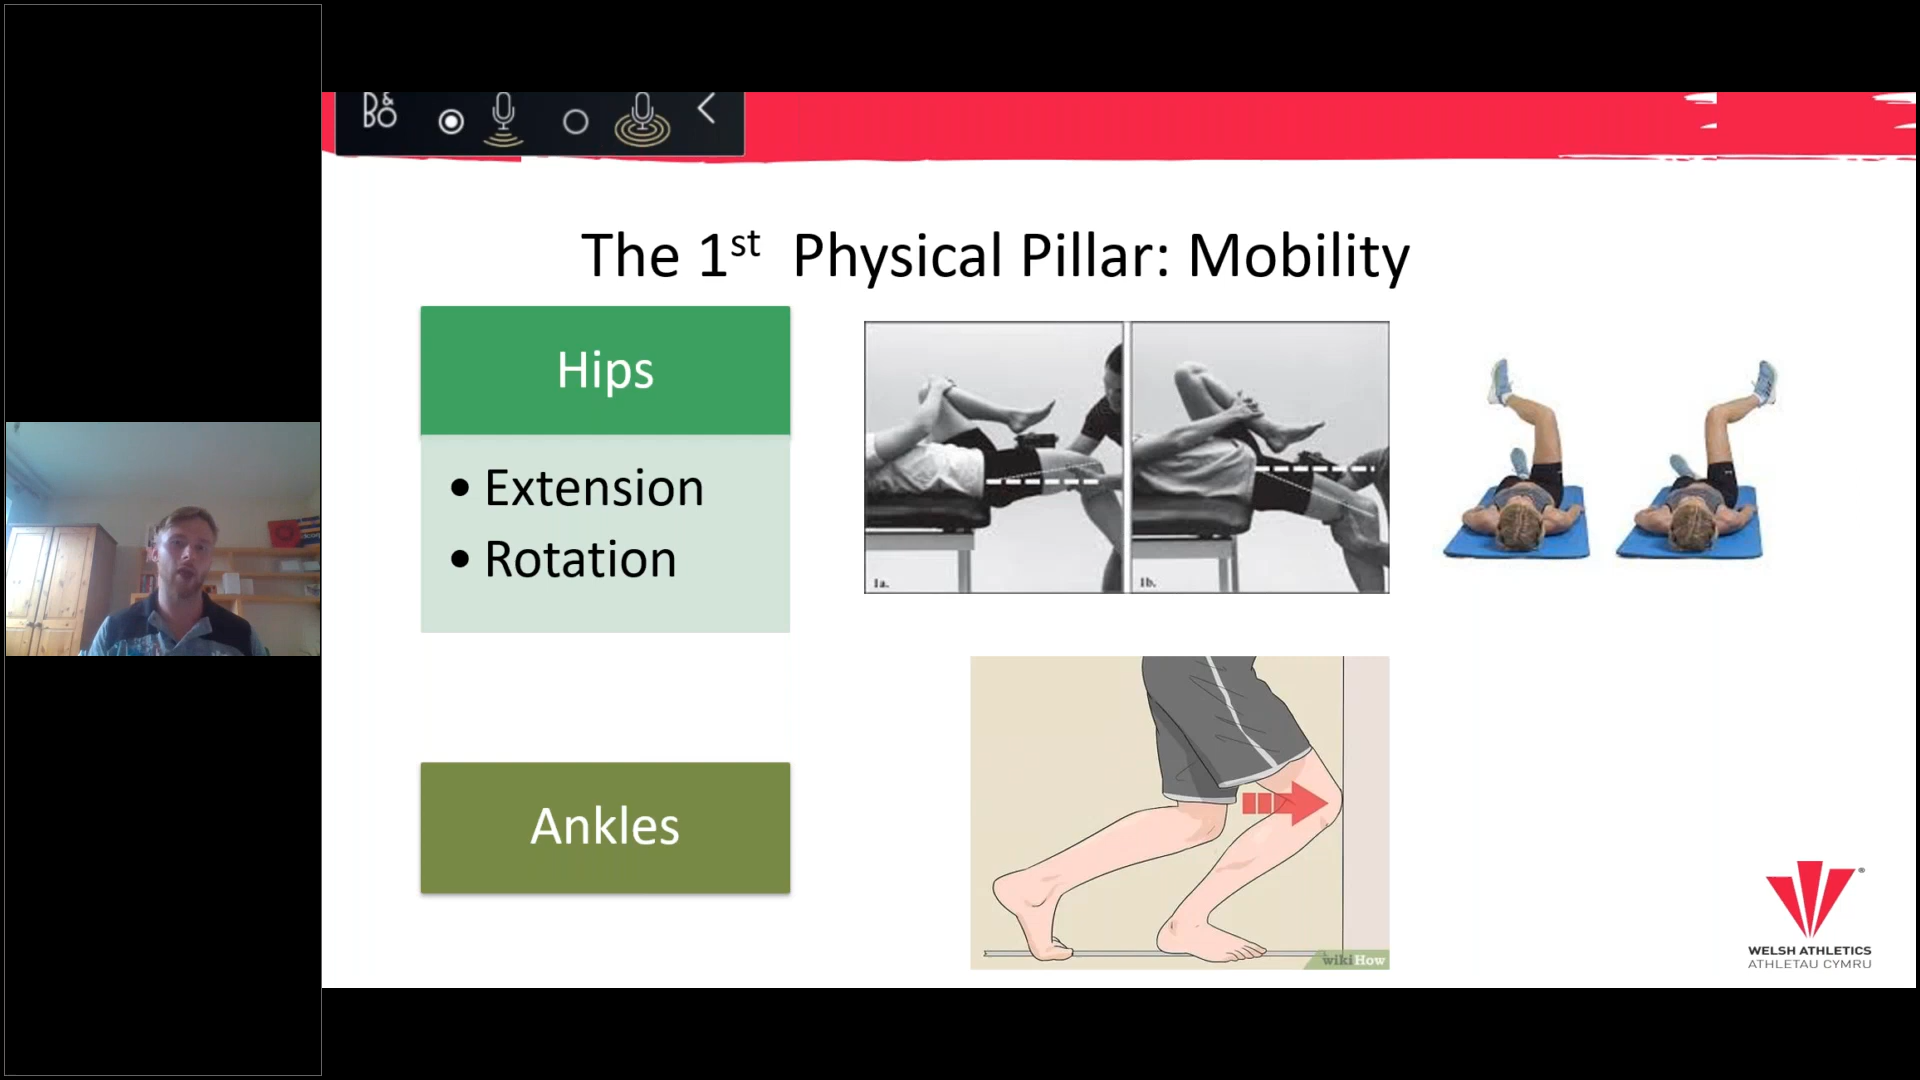 B&O
The 1st Physical Pillar: Mobility
Hips
• Extension
• Rotation
1a.
1b.
Ankles
wikiHow
WELSH ATHLETICS
ATHLETAU CYMRU